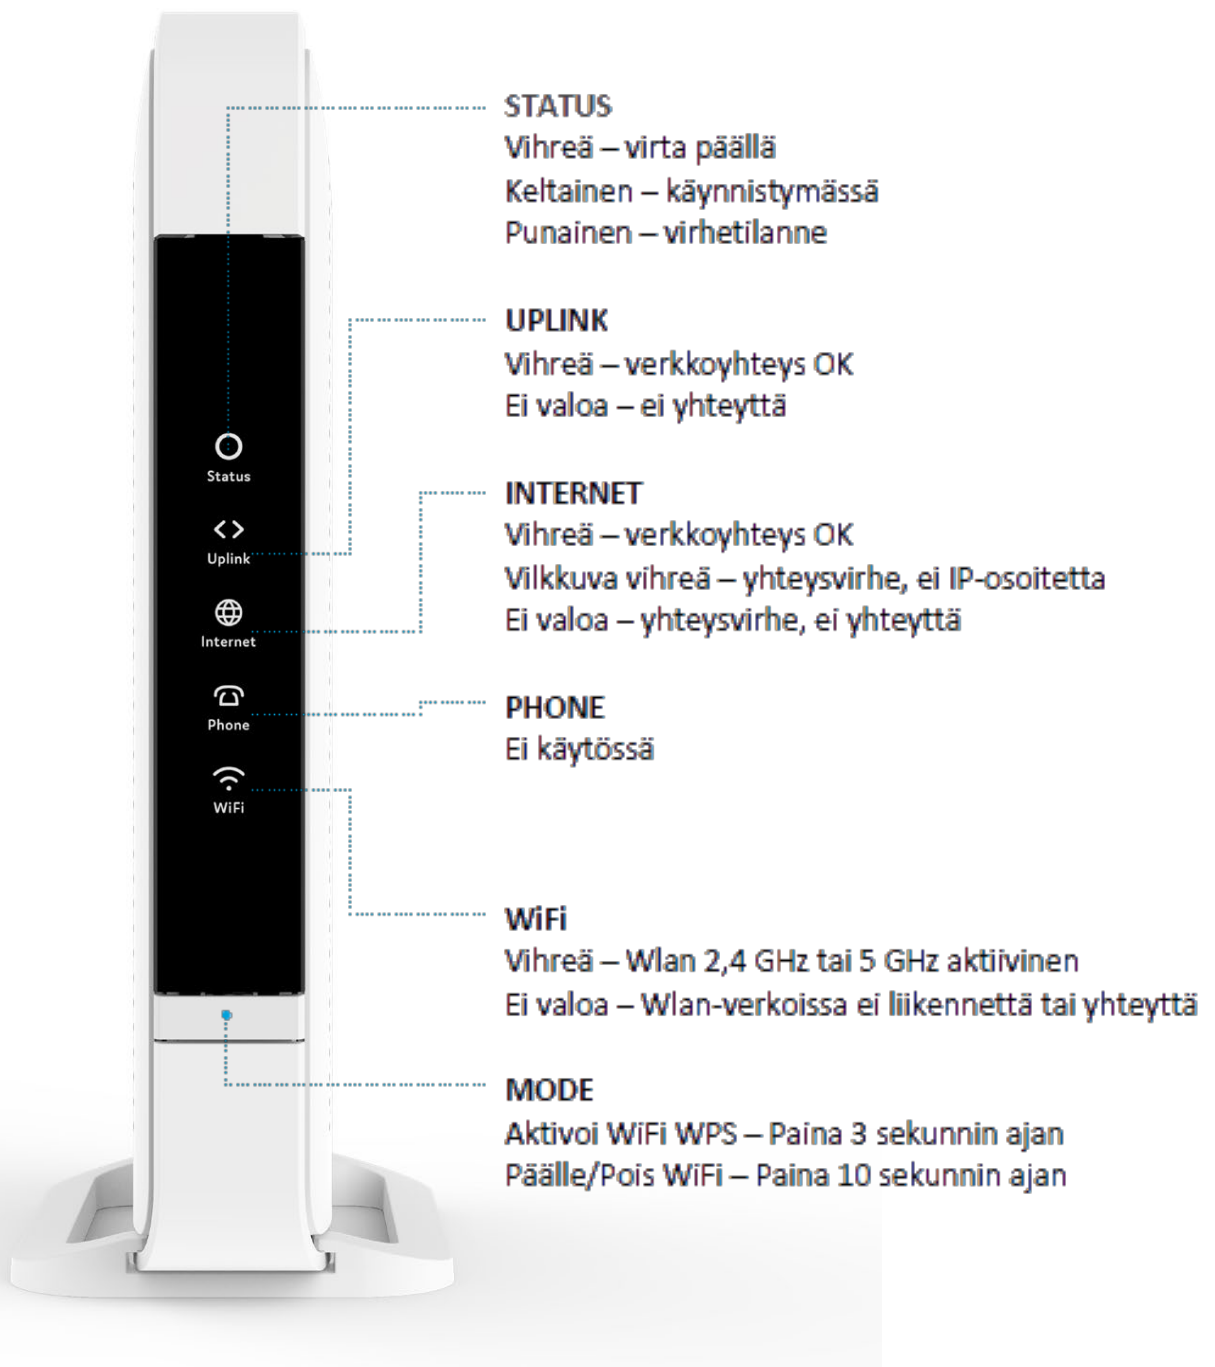 STATUS
Vihreä – virta päällä
Keltainen – käynnistymässä
Punainen – virhetilanne
UPLINK
Vihreä – verkkoyhteys OK
Ei valoa – ei yhteyttä
INTERNET
Vihreä – verkkoyhteys OK
Vilkkuva vihreä – yhteysvirhe, ei IP-osoitetta
Ei valoa – yhteysvirhe, ei yhteyttä
PHONE
Ei käytössä
WiFi
Vihreä – Wlan 2,4 GHz tai 5 GHz aktiivinen
Ei valoa – Wlan-verkoissa ei liikennettä tai yhteyttä
MODE
Aktivoi WiFi WPS – Paina 3 sekunnin ajan
Päälle/Pois WiFi – Paina 10 sekunnin ajan
Status
Uplink
Internet
Phone
WiFi